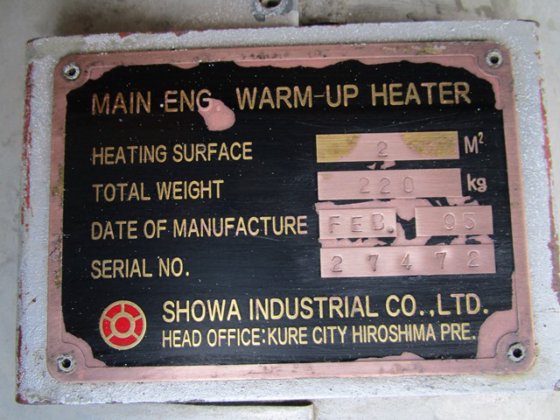 MAIN ENG. WARM-UP HEATER
HEATING SURFACE 2 M²
TOTAL WEIGHT 220 kg
DATE OF MANUFACTURE FEB. 95
SERIAL NO. 27472
SHOWA INDUSTRIAL CO.,LTD.
HEAD OFFICE:KURE CITY HIROSHIMA PRE.